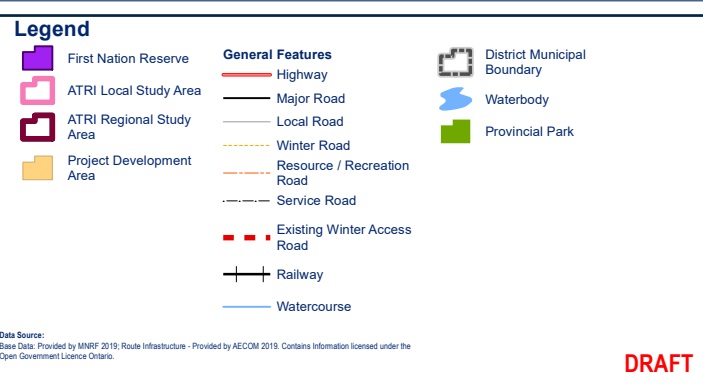 Legend
First Nation Reserve
ATRI Local Study Area
ATRI Regional Study
Area
Project Development
Area
General Features
Highway
Major Road
Local Road
Winter Road
Resource / Recreation
Road
Service Road
Existing Winter Access
Road
Railway
Watercourse
District Municipal
Boundary
Waterbody
Provincial Park
Data Source:
Base Data: Provided by MNRF 2019; Route Infrastructure - Provided by AECOM 2019. Contains Information licensed under the
Open Government Licence Ontario.
DRAFT